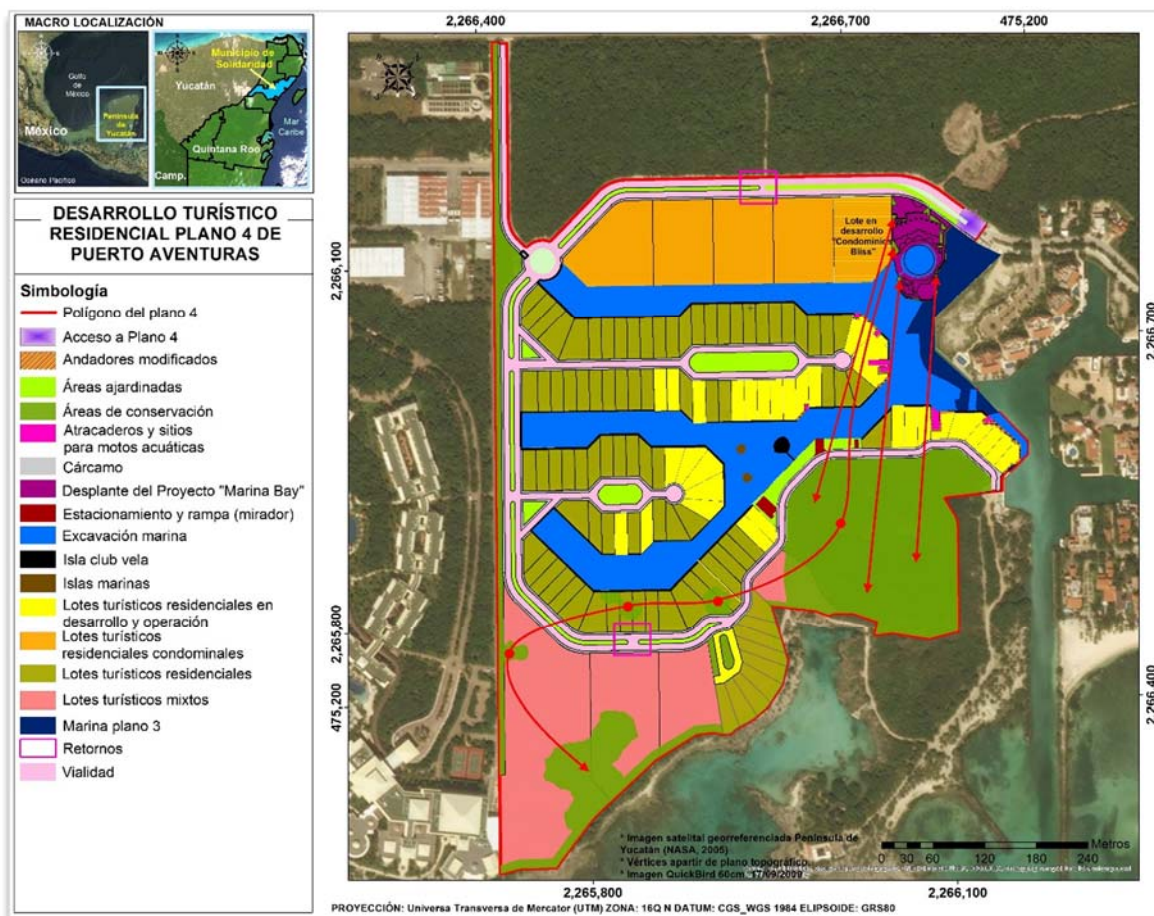 MACRO LOCALIZACIÓN
Golfo
de
México
Península
de
Yucatán
México
Océano Pacífico
Municipio de
Solidaridad
Yucatán
Mar
Caribe
Quintana Roo
Camp.
DESARROLLO TURÍSTICO
RESIDENCIAL PLANO 4 DE
PUERTO AVENTURAS
Simbología
Polígono del plano 4
Acceso a Plano 4
Andadores modificados
Áreas ajardinadas
Áreas de conservación
Atracaderos y sitios
para motos acuáticas
Cárcamo
Desplante del Proyecto "Marina Bay"
Estacionamiento y rampa (mirador)
Excavación marina
Isla club vela
Islas marinas
Lotes turísticos residenciales en
desarrollo y operación
Lotes turísticos
residenciales condominales
Lotes turísticos residenciales
Lotes turísticos mixtos
Marina plano 3
Retornos
Vialidad
2,266,400
2,266,700
475,200
2,266,100
2,266,700
2,265,800
475,200
2,266,400
Lote en
desarrollo
"Condominios
Bliss"
* Imagen satelital georreferenciada Península de
Yucatán (NASA, 2005)
* Vértices apartir de plano topográfico
* Imagen QuickBird 60cm. 17/09/2009
Metros
0 30 60 120 180 240
2,265,800
2,266,100
PROYECCIÓN: Universa Transversa de Mercator (UTM) ZONA: 16Q N DATUM: CGS_WGS 1984 ELIPSOIDE: GRS80